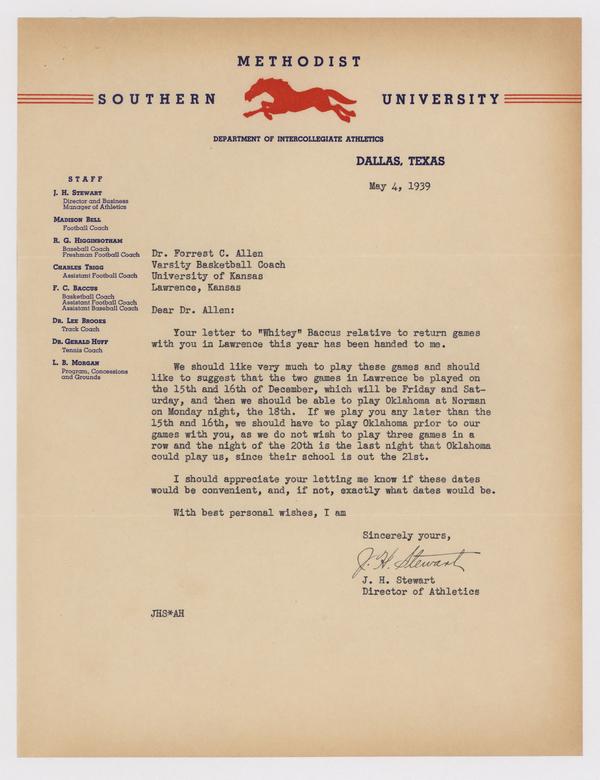 METHODIST
SOUTHERN UNIVERSITY
DEPARTMENT OF INTERCOLLEGIATE ATHLETICS
DALLAS, TEXAS
May 4, 1939
STAFF
J. H. Stewart
Director and Business
Manager of Athletics
Madison Bell
Football Coach
R. G. Higginbotham
Baseball Coach
Freshman Football Coach
Charles Trigg
Assistant Football Coach
F. C. Baccus
Basketball Coach
Assistant Football Coach
Assistant Baseball Coach
Dr. Lee Brooks
Track Coach
Dr. Gerald Huff
Tennis Coach
L. B. Morgan
Program, Concessions
and Grounds
Dr. Forrest C. Allen
Varsity Basketball Coach
University of Kansas
Lawrence, Kansas
Dear Dr. Allen:
Your letter to "Whitey" Baccus relative to return games
with you in Lawrence this year has been handed to me.
We should like very much to play these games and should
like to suggest that the two games in Lawrence be played on
the 15th and 16th of December, which will be Friday and Sat-
urday, and then we should be able to play Oklahoma at Norman
on Monday night, the 18th. If we play you any later than the
15th and 16th, we should have to play Oklahoma prior to our
games with you, as we do not wish to play three games in a
row and the night of the 20th is the last night that Oklahoma
could play us, since their school is out the 21st.
I should appreciate your letting me know if these dates
would be convenient, and, if not, exactly what dates would be.
With best personal wishes, I am
Sincerely yours,
J. H. Stewart
J. H. Stewart
Director of Athletics
JHS*AH